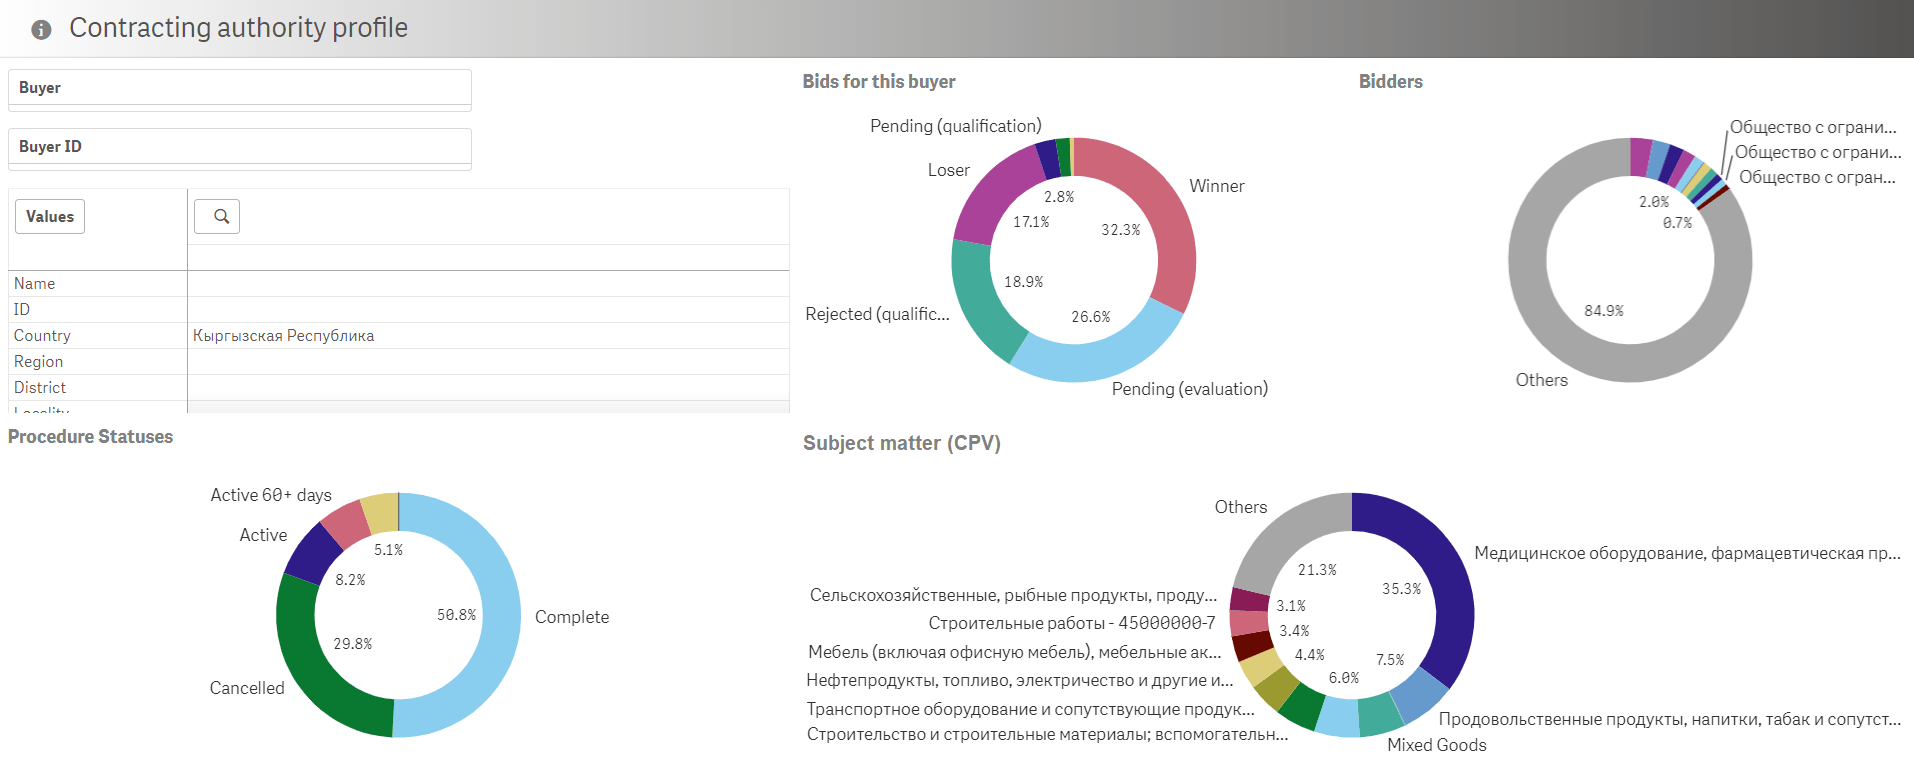 Contracting authority profile
Buyer
Buyer ID
Values
Name
ID
Country Кыргызская Республика
Region
District
Locality
Bids for this buyer
Pending (qualification)
Loser
Winner
2.8%
17.1%
32.3%
18.9%
26.6%
Rejected (qualific...
Pending (evaluation)
Bidders
Общество с ограни...
Общество с ограни...
Общество с огран...
2.0%
0.7%
84.9%
Others
Procedure Statuses
Active 60+ days
Active
5.1%
8.2%
50.8%
Complete
29.8%
Cancelled
Subject matter (CPV)
Others
Медицинское оборудование, фармацевтическая пр...
21.3%
35.3%
Сельскохозяйственные, рыбные продукты, проду...
3.1%
Строительные работы - 45000000-7
3.4%
Мебель (включая офисную мебель), мебельные ак...
4.4%
7.5%
Нефтепродукты, топливо, электричество и другие и...
6.0%
Транспортное оборудование и сопутствующие продук...
Продовольственные продукты, напитки, табак и сопутст...
Строительство и строительные материалы; вспомогательн...
Mixed Goods